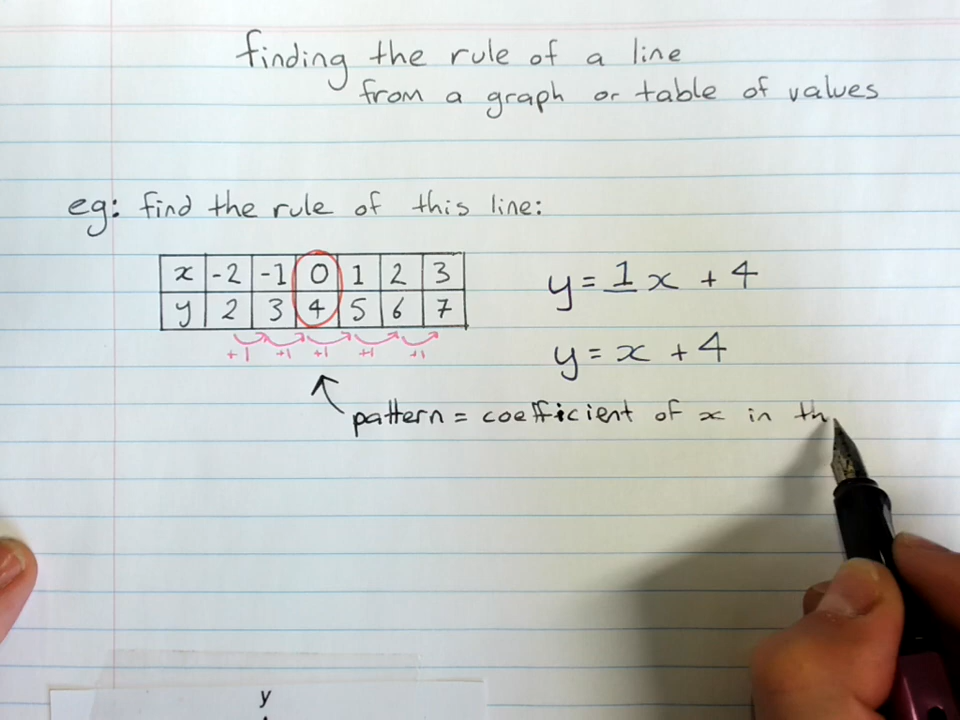 finding the rule of a line
from a graph or table of values
eg: find the rule of this line:
x -2 -1 0 1 2 3
y 2 3 4 5 6 7
+1 +1 +1 +1 +1
y = 1x + 4
y = x + 4
pattern = coefficient of x in th
y